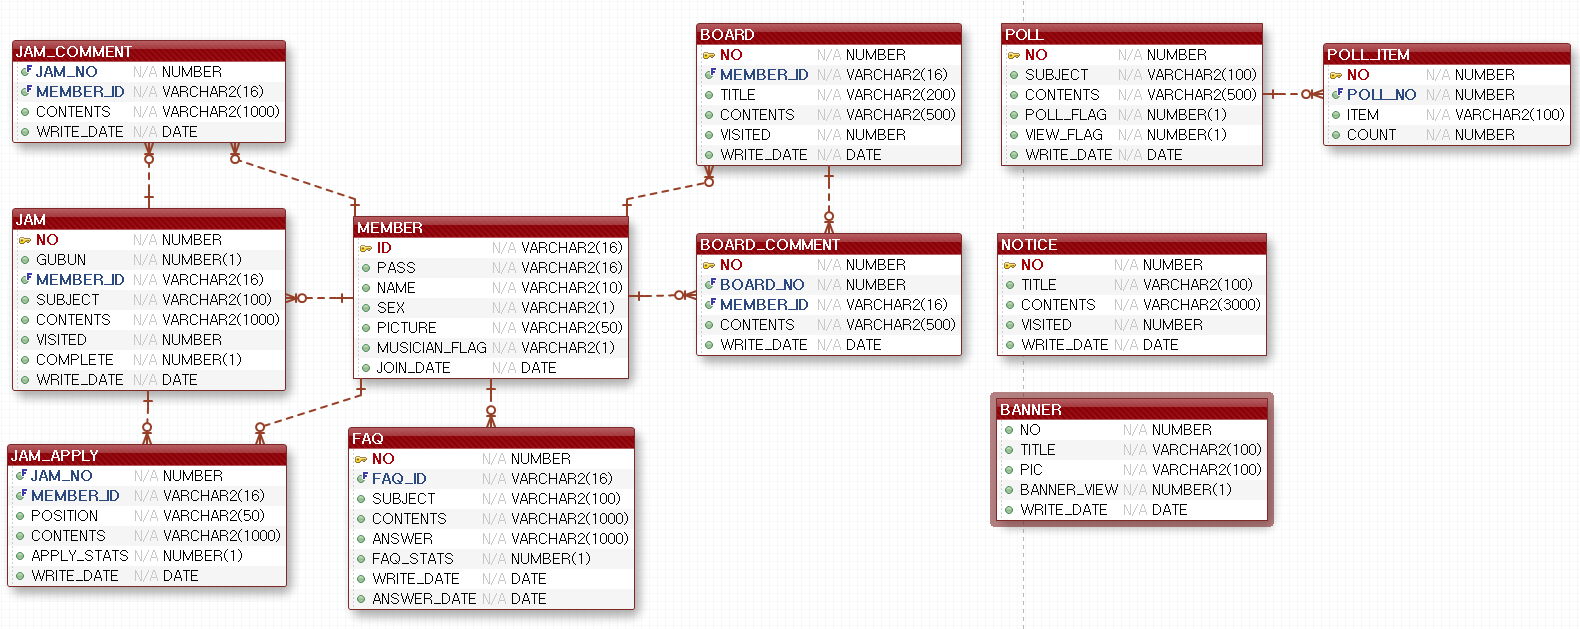 JAM_COMMENT
JAM_NO N/A NUMBER
MEMBER_ID N/A VARCHAR2(16)
CONTENTS N/A VARCHAR2(1000)
WRITE_DATE N/A DATE
JAM
NO N/A NUMBER
GUBUN N/A NUMBER(1)
MEMBER_ID N/A VARCHAR2(16)
SUBJECT N/A VARCHAR2(100)
CONTENTS N/A VARCHAR2(1000)
VISITED N/A NUMBER
COMPLETE N/A NUMBER(1)
WRITE_DATE N/A DATE
JAM_APPLY
JAM_NO N/A NUMBER
MEMBER_ID N/A VARCHAR2(16)
POSITION N/A VARCHAR2(50)
CONTENTS N/A VARCHAR2(1000)
APPLY_STATS N/A NUMBER(1)
WRITE_DATE N/A DATE
MEMBER
ID N/A VARCHAR2(16)
PASS N/A VARCHAR2(16)
NAME N/A VARCHAR2(10)
SEX N/A VARCHAR2(1)
PICTURE N/A VARCHAR2(50)
MUSICIAN_FLAG N/A VARCHAR2(1)
JOIN_DATE N/A DATE
FAQ
NO N/A NUMBER
FAQ_ID N/A VARCHAR2(16)
SUBJECT N/A VARCHAR2(100)
CONTENTS N/A VARCHAR2(1000)
ANSWER N/A VARCHAR2(1000)
FAQ_STATS N/A NUMBER(1)
WRITE_DATE N/A DATE
ANSWER_DATE N/A DATE
BOARD
NO N/A NUMBER
MEMBER_ID N/A VARCHAR2(16)
TITLE N/A VARCHAR2(200)
CONTENTS N/A VARCHAR2(500)
VISITED N/A NUMBER
WRITE_DATE N/A DATE
BOARD_COMMENT
NO N/A NUMBER
BOARD_NO N/A NUMBER
MEMBER_ID N/A VARCHAR2(16)
CONTENTS N/A VARCHAR2(500)
WRITE_DATE N/A DATE
POLL
NO N/A NUMBER
SUBJECT N/A VARCHAR2(100)
CONTENTS N/A VARCHAR2(500)
POLL_FLAG N/A NUMBER(1)
VIEW_FLAG N/A NUMBER(1)
WRITE_DATE N/A DATE
POLL_ITEM
NO N/A NUMBER
POLL_NO N/A NUMBER
ITEM N/A VARCHAR2(100)
COUNT N/A NUMBER
NOTICE
NO N/A NUMBER
TITLE N/A VARCHAR2(100)
CONTENTS N/A VARCHAR2(3000)
VISITED N/A NUMBER
WRITE_DATE N/A DATE
BANNER
NO N/A NUMBER
TITLE N/A VARCHAR2(100)
PIC N/A VARCHAR2(100)
BANNER_VIEW N/A NUMBER(1)
WRITE_DATE N/A DATE